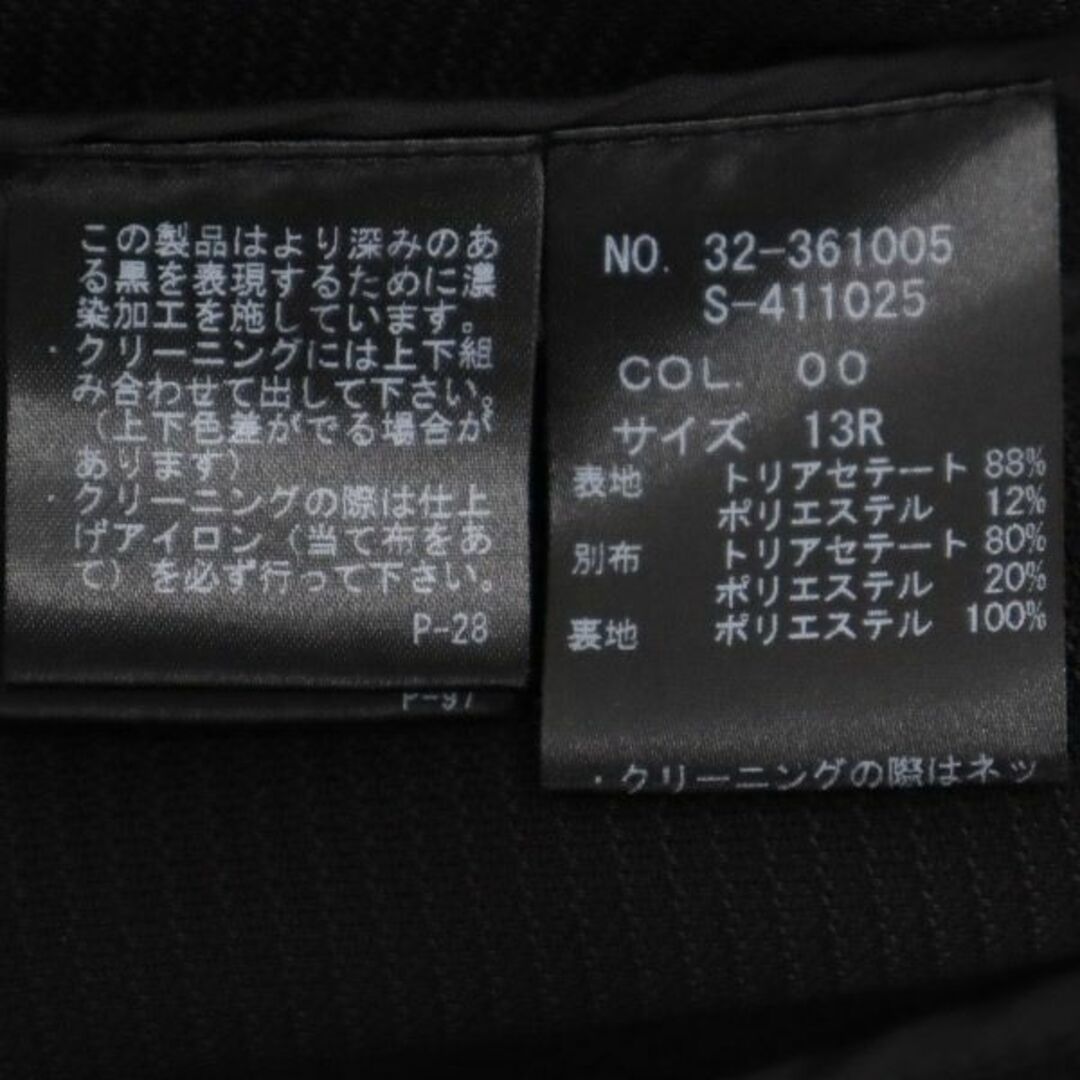 この製品はより深みのあ
る黒を表現するために濃
染加工を施しています。
・クリーニングには上下組
み合わせて出して下さい。
（上下色差がでる場合が
あります）
・クリーニングの際は仕上
げアイロン（当て布をあ
て）を必ず行って下さい。
P-28
P-97
NO. 32-361005
S-411025
COL. 00
サイズ 13R
表地 トリアセテート 88%
ポリエステル 12%
別布 トリアセテート 80%
ポリエステル 20%
裏地 ポリエステル 100%
・クリーニングの際はネッ